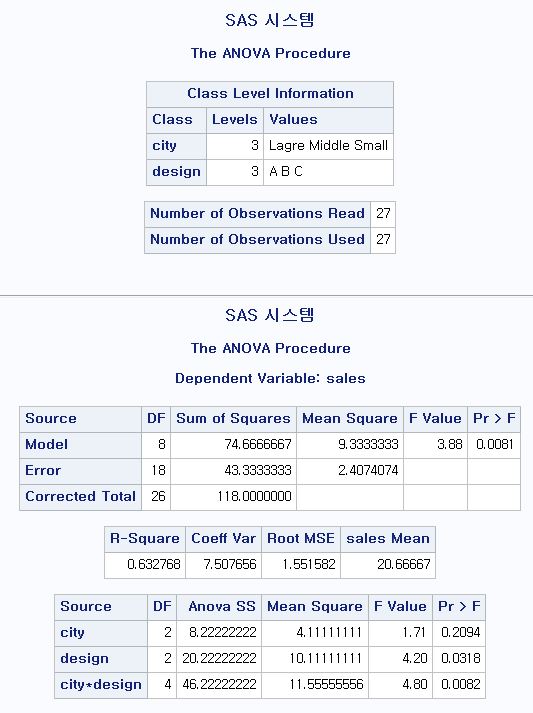 SAS 시스템
The ANOVA Procedure
Class Level Information
Class Levels Values
city 3 Lagre Middle Small
design 3 A B C
Number of Observations Read 27
Number of Observations Used 27
SAS 시스템
The ANOVA Procedure
Dependent Variable: sales
Source DF Sum of Squares Mean Square F Value Pr > F
Model 8 74.6666667 9.3333333 3.88 0.0081
Error 18 43.3333333 2.4074074
Corrected Total 26 118.0000000
R-Square Coeff Var Root MSE sales Mean
0.632768 7.507656 1.551582 20.66667
Source DF Anova SS Mean Square F Value Pr > F
city 2 8.22222222 4.11111111 1.71 0.2094
design 2 20.22222222 10.11111111 4.20 0.0318
city*design 4 46.22222222 11.55555556 4.80 0.0082